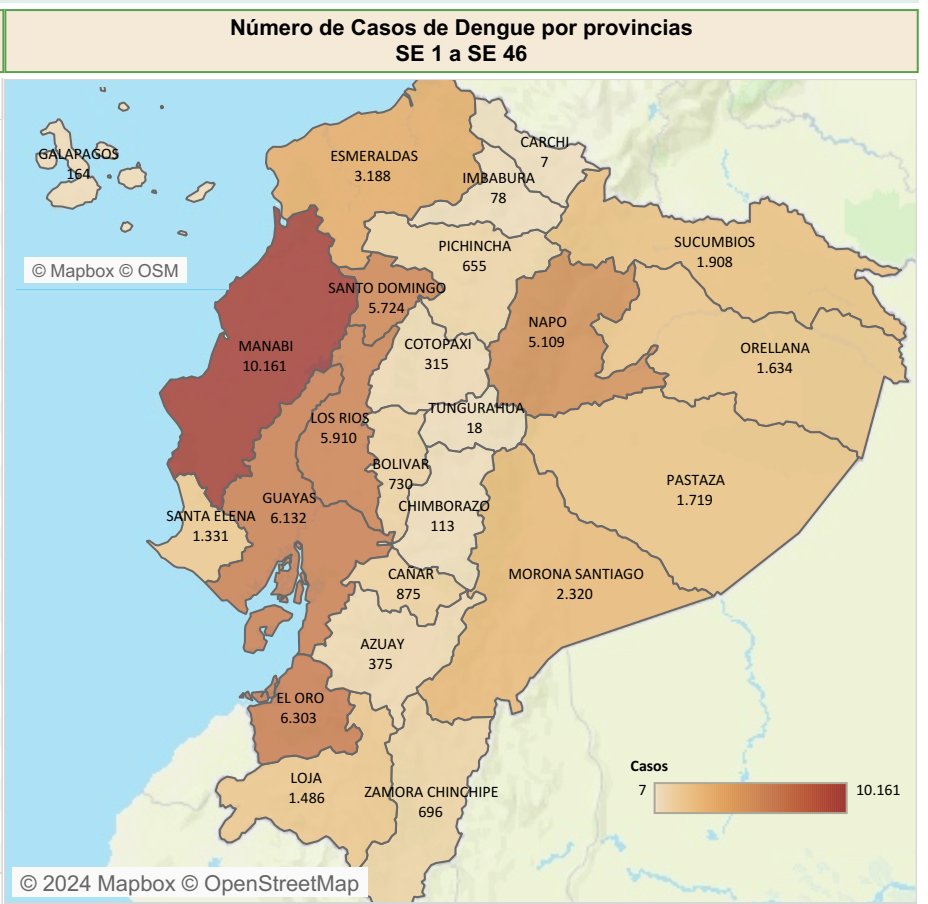 Número de Casos de Dengue por provincias
SE 1 a SE 46
CARCHI
7
GALAPAGOS
164
ESMERALDAS
3.188
IMBABURA
78
PICHINCHA
655
SUCUMBIOS
1.908
© Mapbox © OSM
SANTO DOMINGO
5.724
NAPO
5.109
MANABI
10.161
COTOPAXI
315
ORELLANA
1.634
TUNGURAHUA
18
LOS RIOS
5.910
BOLIVAR
730
PASTAZA
1.719
GUAYAS
6.132
CHIMBORAZO
113
SANTA ELENA
1.331
CAÑAR
875
MORONA SANTIAGO
2.320
AZUAY
375
EL ORO
6.303
LOJA
1.486
ZAMORA CHINCHIPE
696
Casos
7
10.161
© 2024 Mapbox © OpenStreetMap